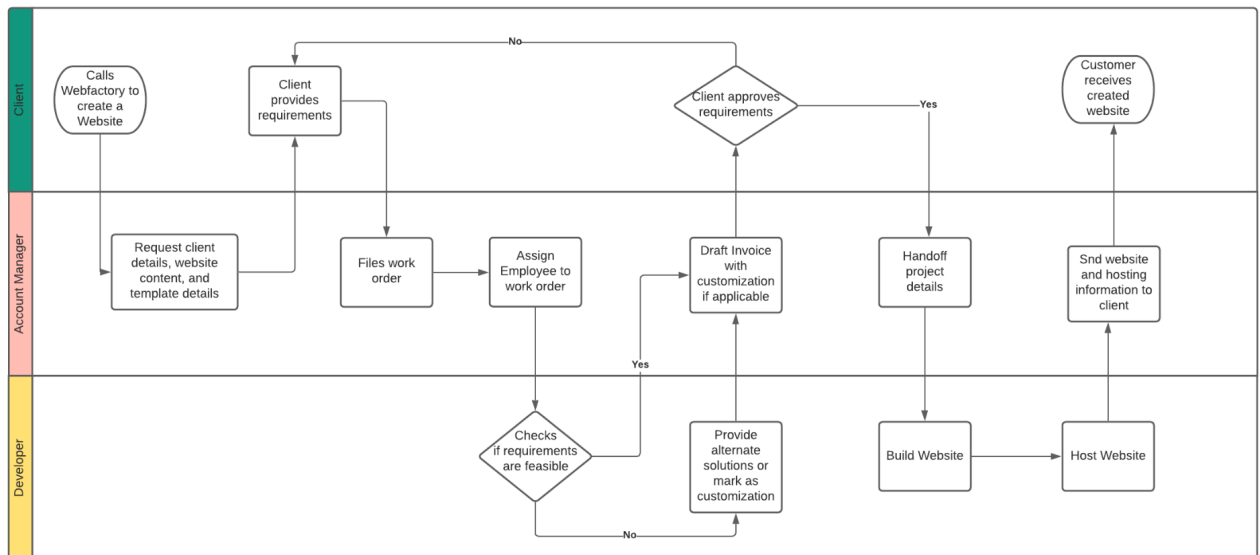 Client
Calls
Webfactory to
create a
Website
Client
provides
requirements
No
Client approves
requirements
Yes
Customer
receives
created
website
Account Manager
Request client
details, website
content, and
template details
Files work
order
Assign
Employee to
work order
Draft Invoice
with
customization
if applicable
Handoff
project
details
Snd website
and hosting
information to
client
Yes
Developer
Checks
if requirements
are feasible
No
Provide
alternate
solutions or
mark as
customization
Build Website
Host Website